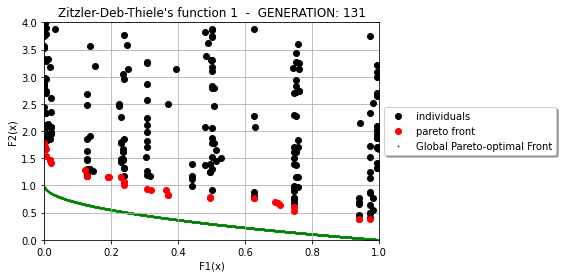 Zitzler-Deb-Thiele's function 1 - GENERATION: 131
4.0
3.5
3.0
2.5
2.0
1.5
1.0
0.5
0.0
F2(x)
0.0 0.2 0.4 0.6 0.8 1.0
F1(x)
individuals
pareto front
Global Pareto-optimal Front